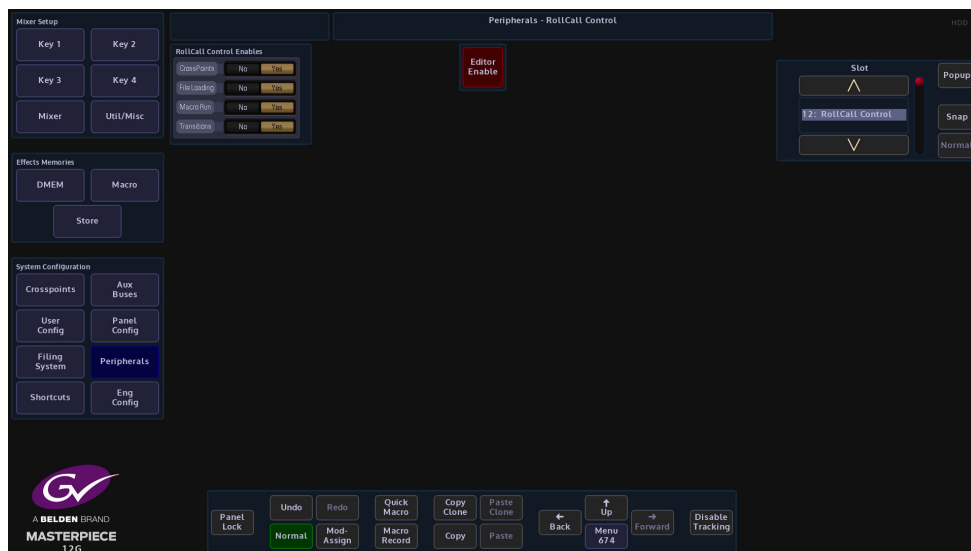 Mixer Setup
Key 1
Key 2
Key 3
Key 4
Mixer
Util/Misc
Effects Memories
DMEM
Macro
Store
System Configuration
Crosspoints
Aux
Buses
User
Config
Panel
Config
Filing
System
Peripherals
Shortcuts
Eng
Config
GV
A BELDEN BRAND
MASTERPIECE
12G
Peripherals - RollCall Control
HDD
RollCall Control Enables
CrossPoints No Yes
File Loading No Yes
Macro Run No Yes
Transitions No Yes
Editor
Enable
Slot
12: RollCall Control
Popup
Snap
Normal
Panel
Lock
Undo
Redo
Normal
Mod-
Assign
Quick
Macro
Macro
Record
Copy
Clone
Paste
Clone
Copy
Paste
Back
Up
Menu
674
Forward
Disable
Tracking